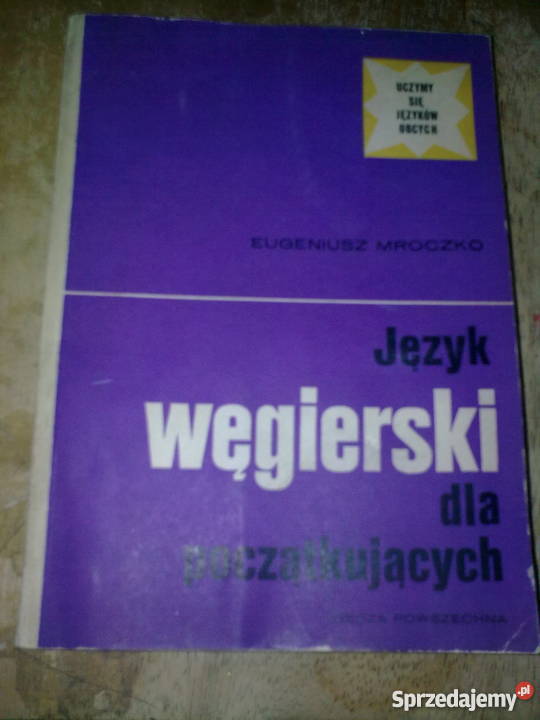 UCZYMY
SIĘ
JĘZYKÓW
OBCYCH
EUGENIUSZ MROCZKO
Język
węgierski
dla
początkujących
WIEDZA POWSZECHNA
Sprzedajemy.pl